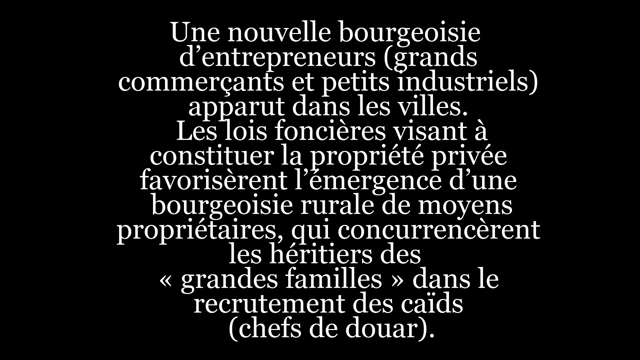 Une nouvelle bourgeoisie
d’entrepreneurs (grands
commerçants et petits industriels)
apparut dans les villes.
Les lois foncières visant à
constituer la propriété privée
favorisèrent l’émergence d’une
bourgeoisie rurale de moyens
propriétaires, qui concurrencèrent
les héritiers des
« grandes familles » dans le
recrutement des caïds
(chefs de douar).